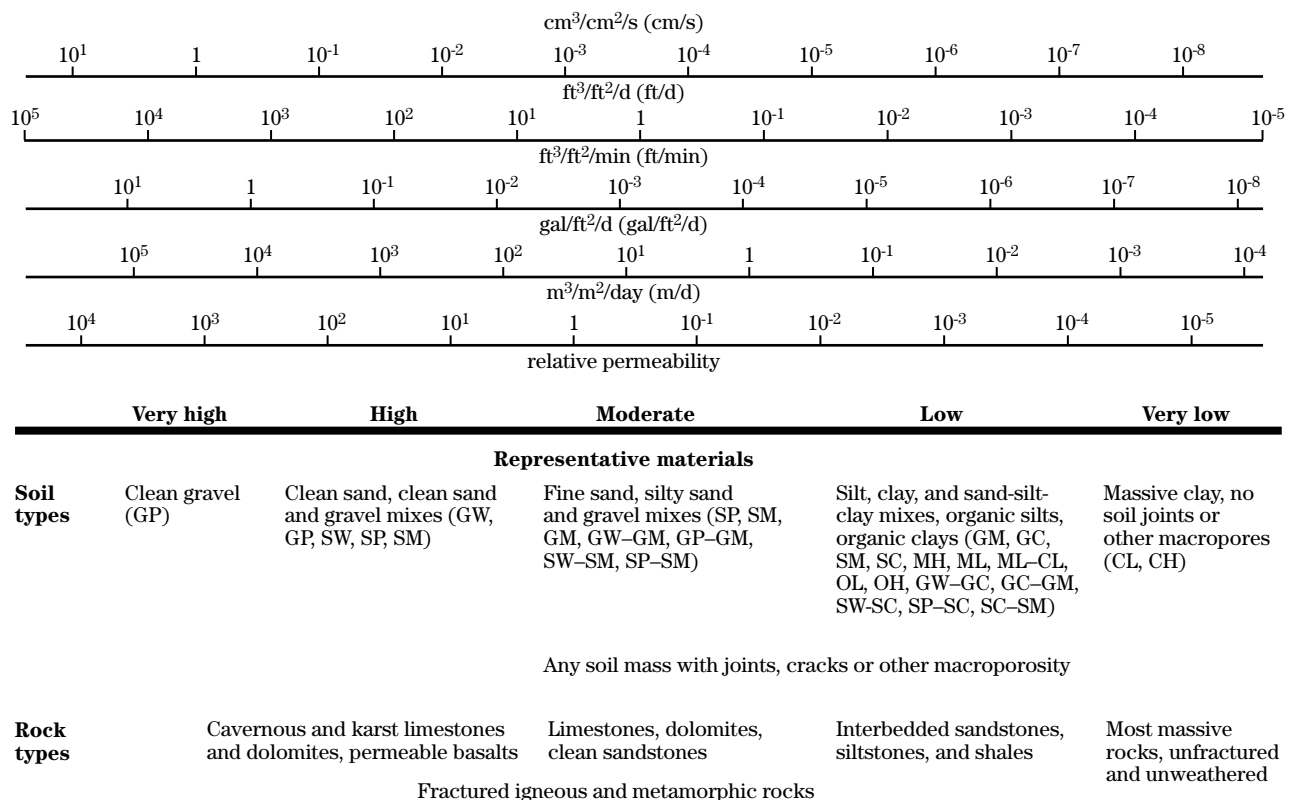 cm³/cm²/s (cm/s)
10¹ 1 10⁻¹ 10⁻² 10⁻³ 10⁻⁴ 10⁻⁵ 10⁻⁶ 10⁻⁷ 10⁻⁸
ft³/ft²/d (ft/d)
10⁵ 10⁴ 10³ 10² 10¹ 1 10⁻¹ 10⁻² 10⁻³ 10⁻⁴ 10⁻⁵
ft³/ft²/min (ft/min)
10¹ 1 10⁻¹ 10⁻² 10⁻³ 10⁻⁴ 10⁻⁵ 10⁻⁶ 10⁻⁷ 10⁻⁸
gal/ft²/d (gal/ft²/d)
10⁵ 10⁴ 10³ 10² 10¹ 1 10⁻¹ 10⁻² 10⁻³ 10⁻⁴
m³/m²/day (m/d)
10⁴ 10³ 10² 10¹ 1 10⁻¹ 10⁻² 10⁻³ 10⁻⁴ 10⁻⁵
relative permeability
Very high High Moderate Low Very low
Representative materials
Soil
types
Clean gravel
(GP)
Clean sand, clean sand
and gravel mixes (GW,
GP, SW, SP, SM)
Fine sand, silty sand
and gravel mixes (SP, SM,
GM, GW–GM, GP–GM,
SW–SM, SP–SM)
Silt, clay, and sand-silt-
clay mixes, organic silts,
organic clays (GM, GC,
SM, SC, MH, ML, ML–CL,
OL, OH, GW–GC, GC–GM,
SW-SC, SP–SC, SC–SM)
Massive clay, no
soil joints or
other macropores
(CL, CH)
Any soil mass with joints, cracks or other macroporosity
Rock
types
Cavernous and karst limestones
and dolomites, permeable basalts
Limestones, dolomites,
clean sandstones
Interbedded sandstones,
siltstones, and shales
Most massive
rocks, unfractured
and unweathered
Fractured igneous and metamorphic rocks